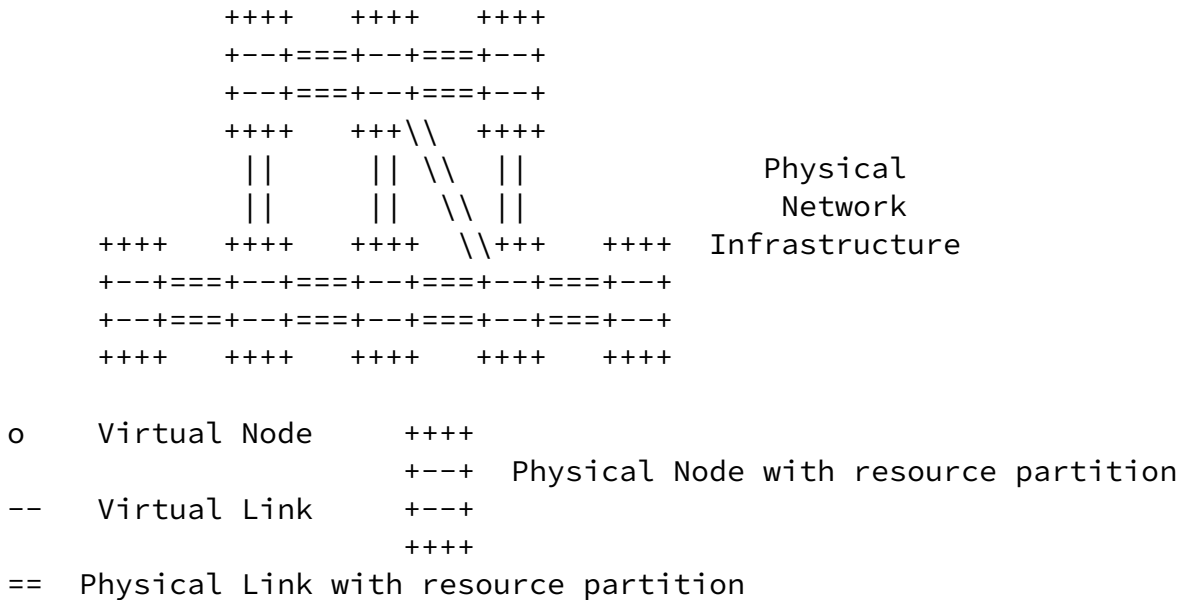 ++++   ++++   ++++
            +--+===+--+===+--+
            +--+===+--+===+--+
            ++++   +++\\  ++++
             ||     || \\  ||             Physical
             ||     ||  \\ ||              Network
     ++++   ++++   ++++  \\+++   ++++  Infrastructure
     +--+===+--+===+--+===+--+===+--+
     +--+===+--+===+--+===+--+===+--+
     ++++   ++++   ++++   ++++   ++++

o    Virtual Node     ++++
                      +--+  Physical Node with resource partition
--   Virtual Link     +--+
                      ++++
==  Physical Link with resource partition